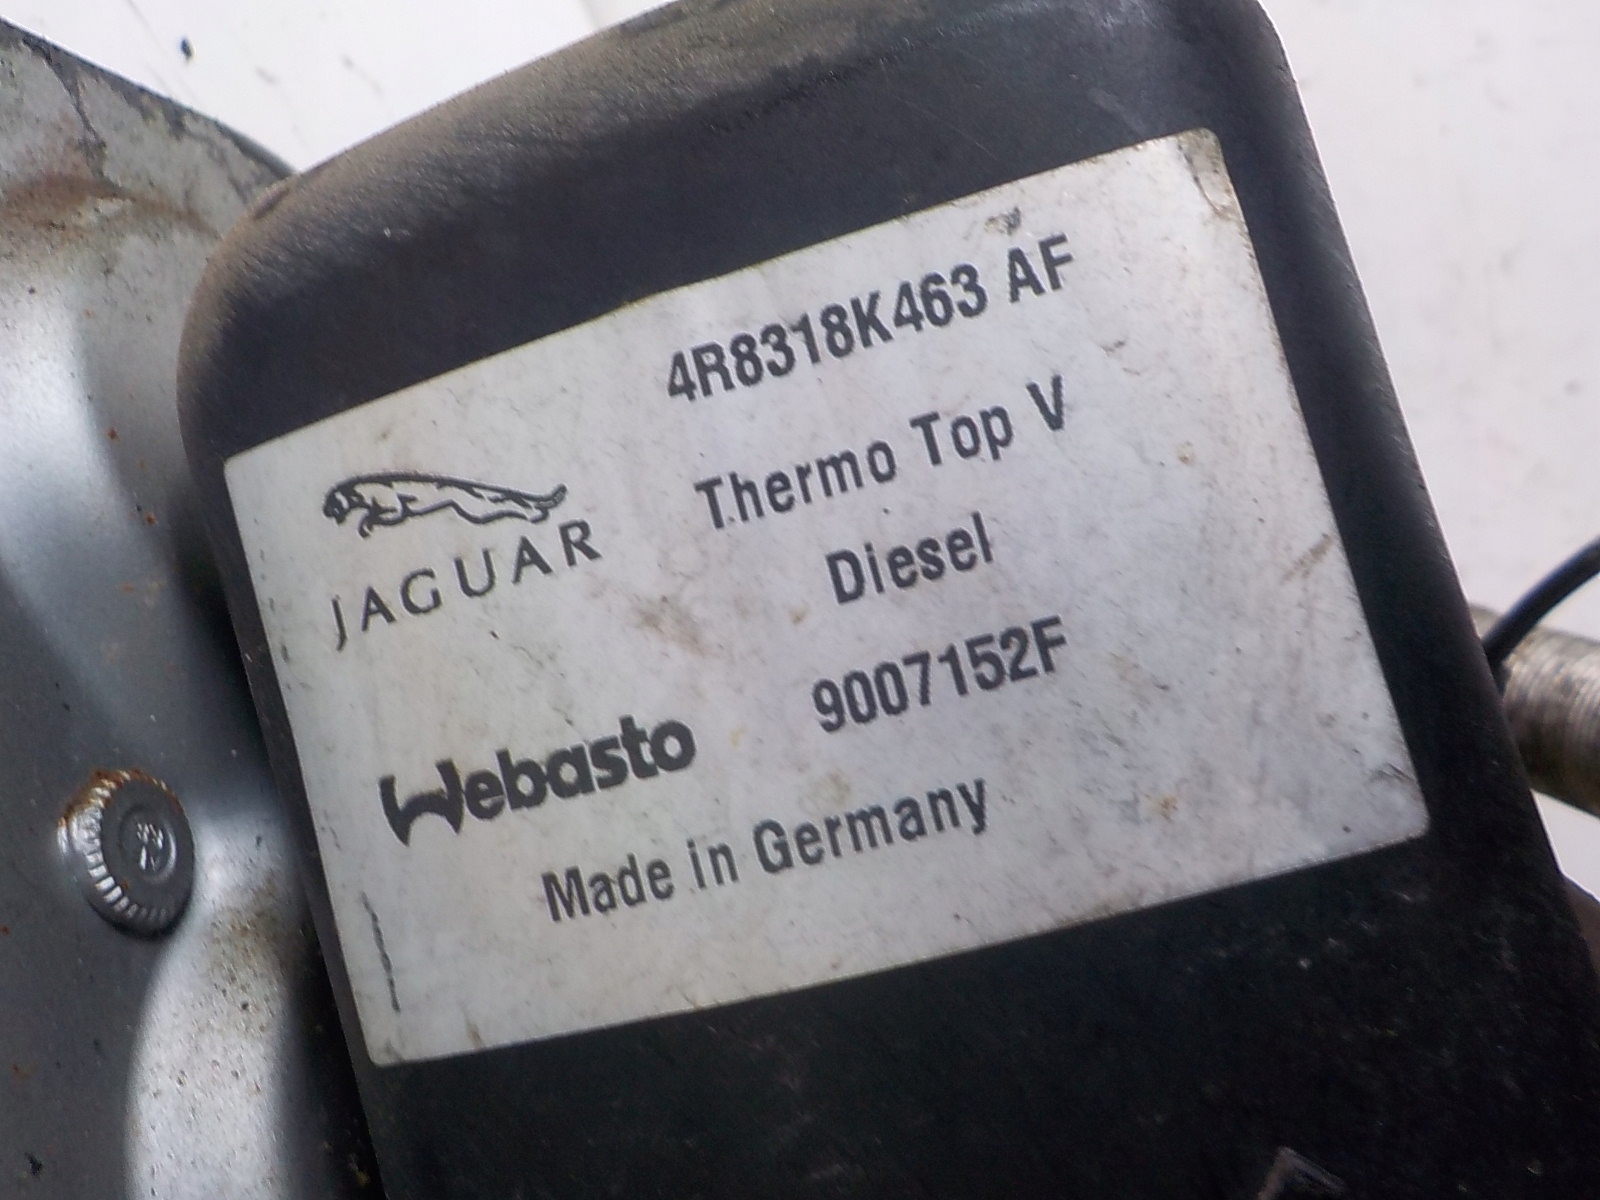 4R8318K463 AF
Thermo Top V
JAGUAR
Diesel
9007152F
Webasto
Made in Germany